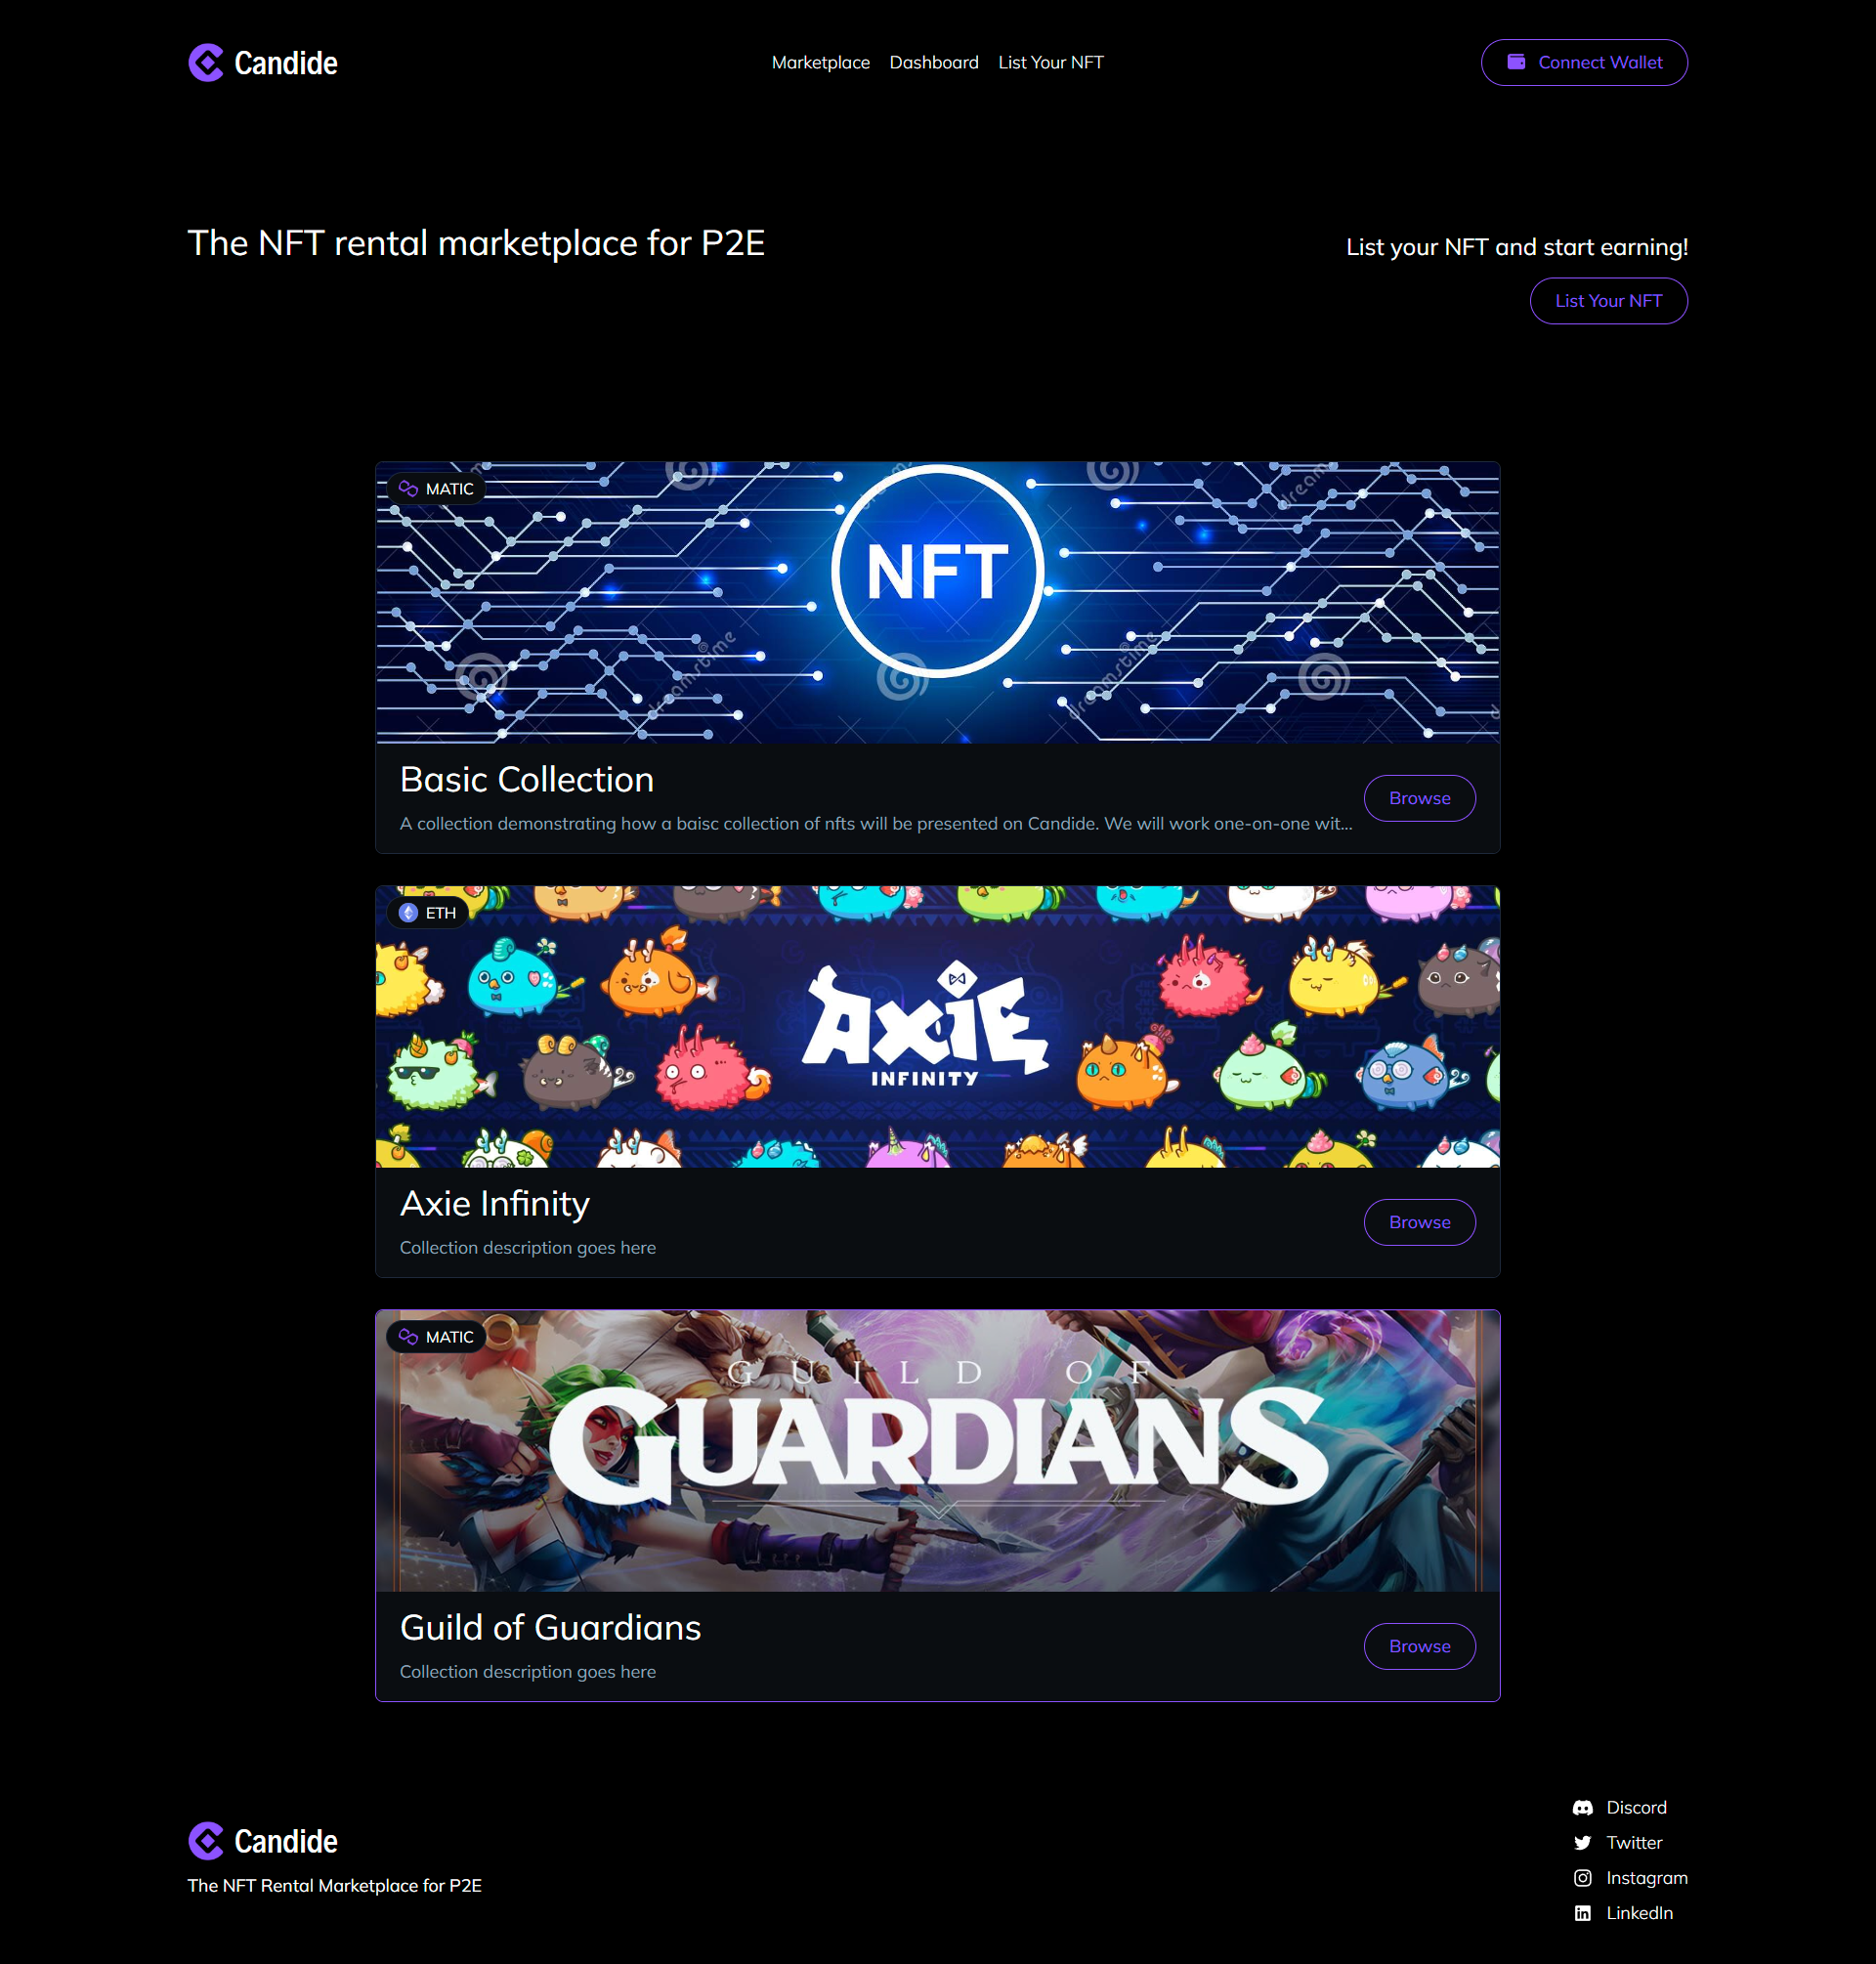 Candide
Marketplace
Dashboard
List Your NFT
Connect Wallet
The NFT rental marketplace for P2E
List your NFT and start earning!
List Your NFT
MATIC
NFT
dreamstime
dreamstime
Basic Collection
A collection demonstrating how a baisc collection of nfts will be presented on Candide. We will work one-on-one wit...
Browse
ETH
AXIE
INFINITY
Axie Infinity
Collection description goes here
Browse
MATIC
GUILD OF
GUARDIANS
Guild of Guardians
Collection description goes here
Browse
Candide
The NFT Rental Marketplace for P2E
Discord
Twitter
Instagram
LinkedIn